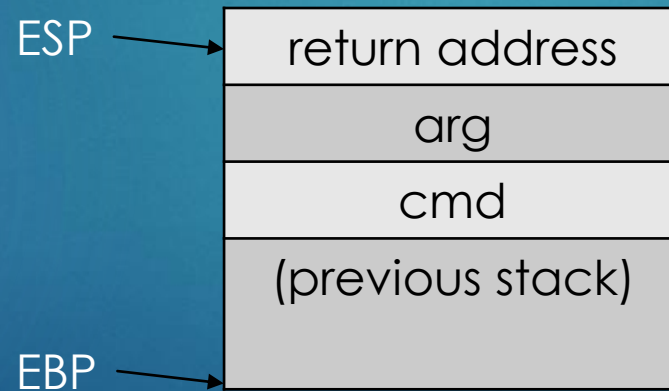 ESP
return address
arg
cmd
(previous stack)
EBP